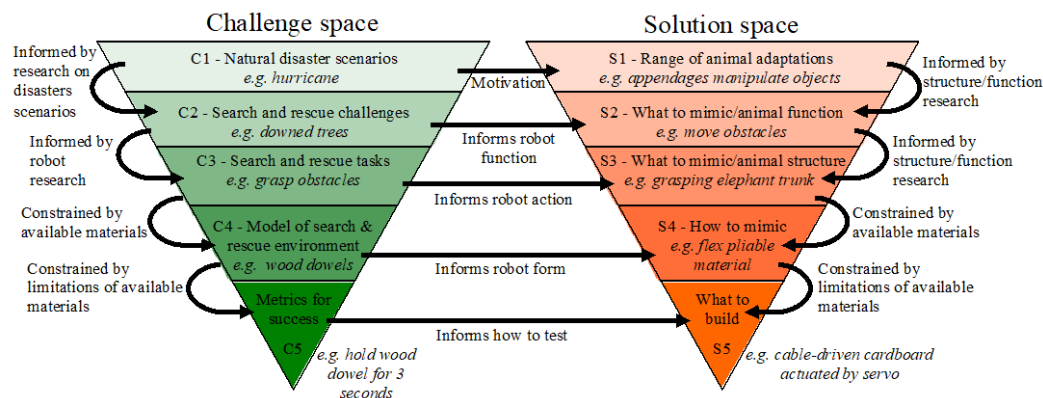 Challenge space
Solution space
Informed by
research on
disasters
scenarios
C1 - Natural disaster scenarios
e.g. hurricane
Motivation
S1 - Range of animal adaptations
e.g. appendages manipulate objects
Informed by
structure/function
research
C2 - Search and rescue challenges
e.g. downed trees
Informs robot
function
S2 - What to mimic/animal function
e.g. move obstacles
Informed by
robot
research
C3 - Search and rescue tasks
e.g. grasp obstacles
Informs robot action
S3 - What to mimic/animal structure
e.g. grasping elephant trunk
Informed by
structure/function
research
Constrained by
available materials
C4 - Model of search &
rescue environment
e.g. wood dowels
Informs robot form
S4 - How to mimic
e.g. flex pliable
material
Constrained by
available materials
Constrained by
limitations of available
materials
Metrics for
success
C5
e.g. hold wood
dowel for 3
seconds
Informs how to test
What to
build
S5
e.g. cable-driven cardboard
actuated by servo
Constrained by
limitations of available
materials